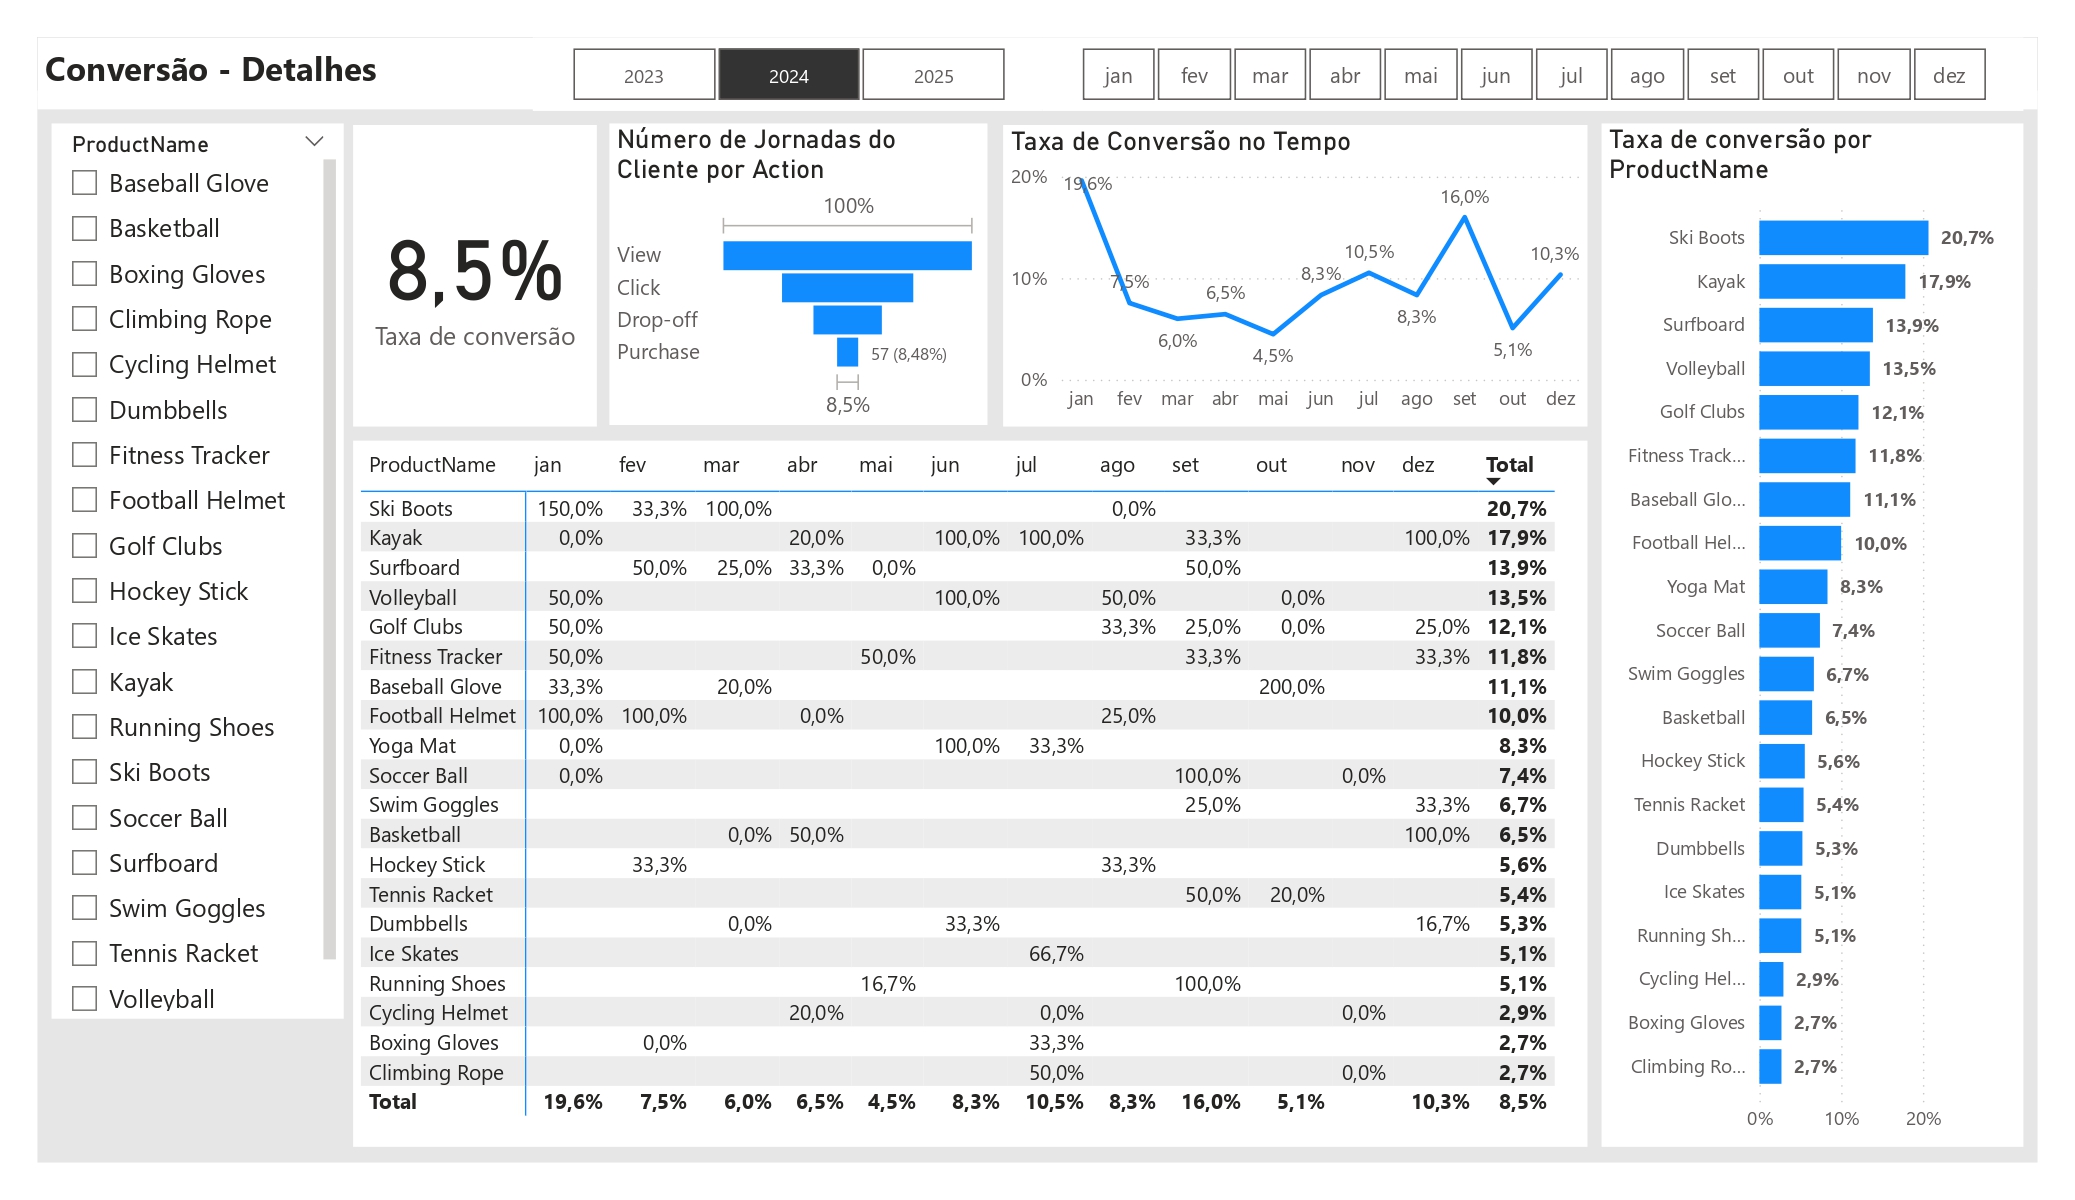 Conversão - Detalhes
2023 2024 2025
jan fev mar abr mai jun jul ago set out nov dez
ProductName
Baseball Glove
Basketball
Boxing Gloves
Climbing Rope
Cycling Helmet
Dumbbells
Fitness Tracker
Football Helmet
Golf Clubs
Hockey Stick
Ice Skates
Kayak
Running Shoes
Ski Boots
Soccer Ball
Surfboard
Swim Goggles
Tennis Racket
Volleyball
8,5%
Taxa de conversão
Número de Jornadas do
Cliente por Action
100%
View
Click
Drop-off
Purchase 57 (8,48%)
8,5%
Taxa de Conversão no Tempo
20%
10%
0%
19,6% 7,5% 6,0% 6,5% 4,5% 8,3% 10,5% 8,3% 16,0% 5,1% 10,3%
jan fev mar abr mai jun jul ago set out dez
ProductName jan fev mar abr mai jun jul ago set out nov dez Total
Ski Boots 150,0% 33,3% 100,0% 0,0% 20,7%
Kayak 0,0% 20,0% 100,0% 100,0% 33,3% 100,0% 17,9%
Surfboard 50,0% 25,0% 33,3% 0,0% 50,0% 13,9%
Volleyball 50,0% 100,0% 50,0% 0,0% 13,5%
Golf Clubs 50,0% 33,3% 25,0% 0,0% 25,0% 12,1%
Fitness Tracker 50,0% 50,0% 33,3% 33,3% 11,8%
Baseball Glove 33,3% 20,0% 200,0% 11,1%
Football Helmet 100,0% 100,0% 0,0% 25,0% 10,0%
Yoga Mat 0,0% 100,0% 33,3% 8,3%
Soccer Ball 0,0% 100,0% 0,0% 7,4%
Swim Goggles 25,0% 33,3% 6,7%
Basketball 0,0% 50,0% 100,0% 6,5%
Hockey Stick 33,3% 33,3% 5,6%
Tennis Racket 50,0% 20,0% 5,4%
Dumbbells 0,0% 33,3% 16,7% 5,3%
Ice Skates 66,7% 5,1%
Running Shoes 16,7% 100,0% 5,1%
Cycling Helmet 20,0% 0,0% 0,0% 2,9%
Boxing Gloves 0,0% 33,3% 2,7%
Climbing Rope 50,0% 0,0% 2,7%
Total 19,6% 7,5% 6,0% 6,5% 4,5% 8,3% 10,5% 8,3% 16,0% 5,1% 10,3% 8,5%
Taxa de conversão por
ProductName
Ski Boots 20,7%
Kayak 17,9%
Surfboard 13,9%
Volleyball 13,5%
Golf Clubs 12,1%
Fitness Track... 11,8%
Baseball Glo... 11,1%
Football Hel... 10,0%
Yoga Mat 8,3%
Soccer Ball 7,4%
Swim Goggles 6,7%
Basketball 6,5%
Hockey Stick 5,6%
Tennis Racket 5,4%
Dumbbells 5,3%
Ice Skates 5,1%
Running Sh... 5,1%
Cycling Hel... 2,9%
Boxing Gloves 2,7%
Climbing Ro... 2,7%
0% 10% 20%